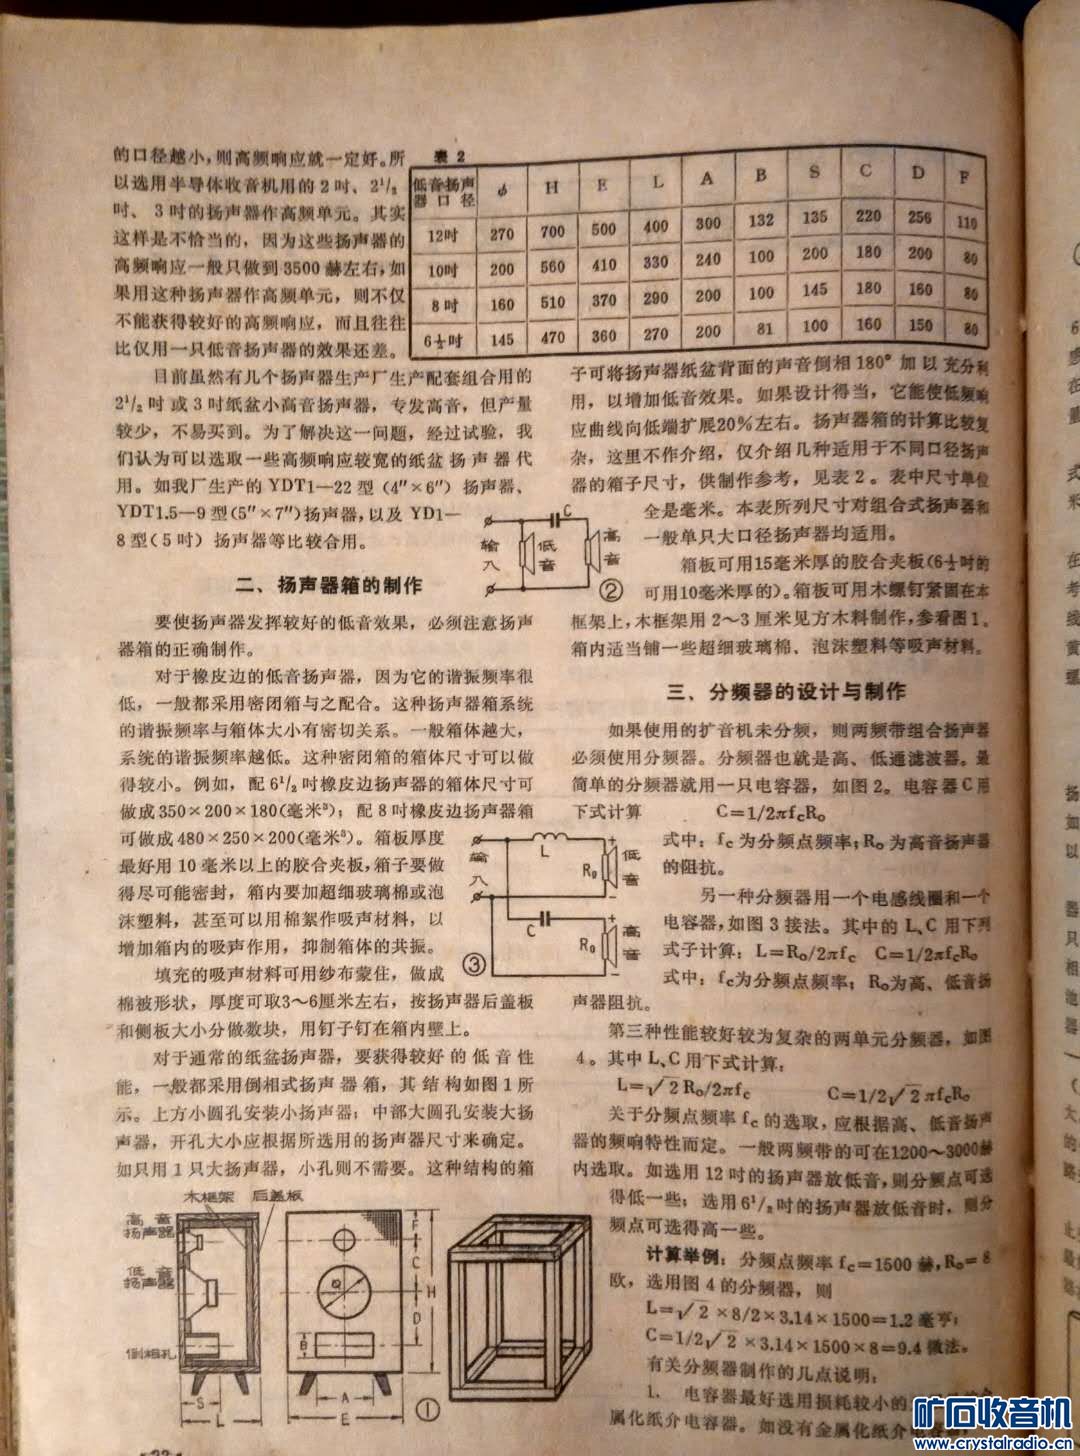 的口径越小，则高频响应就一定好。所
以选用半导体收音机用的2吋、2¹/₂
吋、3吋的扬声器作高频单元。其实
这样是不恰当的，因为这些扬声器的
高频响应一般只做到3500赫左右，如
果用这种扬声器作高频单元，则不仅
不能获得较好的高频响应，而且往往
比仅用一只低音扬声器的效果还差。
表2
低音扬声器口径 φ H E L A B S C D F
12吋 270 700 500 400 300 132 135 220 256 110
10吋 200 560 410 330 240 100 200 180 200 80
8吋 160 510 370 290 200 100 145 180 160 80
6½吋 145 470 360 270 200 81 100 160 150 80
目前虽然有几个扬声器生产厂生产配套组合用的
2¹/₂吋或3吋纸盆小高音扬声器，专发高音，但产量
较少，不易买到。为了解决这一问题，经过试验，我
们认为可以选取一些高频响应较宽的纸盆扬声器代
用。如我厂生产的YDT1—22型（4″×6″）扬声器、
YDT1.5—9型（5″×7″）扬声器，以及YD1—
8型（5吋）扬声器等比较合用。
二、扬声器箱的制作
要使扬声器发挥较好的低音效果，必须注意扬声
器箱的正确制作。
对于橡皮边的低音扬声器，因为它的谐振频率很
低，一般都采用密闭箱与之配合。这种扬声器箱系统
的谐振频率与箱体大小有密切关系。一般箱体越大，
系统的谐振频率越低。这种密闭箱的箱体尺寸可以做
得较小。例如，配6¹/₂吋橡皮边扬声器的箱体尺寸可
做成350×200×180（毫米³）；配8吋橡皮边扬声器箱
可做成480×250×200（毫米³）。箱板厚度
最好用10毫米以上的胶合夹板，箱子要做
得尽可能密封，箱内要加超细玻璃棉或泡
沫塑料，甚至可以用棉絮作吸声材料，以
增加箱内的吸声作用，抑制箱体的共振。
填充的吸声材料可用纱布蒙住，做成
棉被形状，厚度可取3～6厘米左右，按扬声器后盖板
和侧板大小分做数块，用钉子钉在箱内壁上。
对于通常的纸盆扬声器，要获得较好的低音性
能，一般都采用倒相式扬声器箱，其结构如图1所
示。上方小圆孔安装小扬声器；中部大圆孔安装大扬
声器，开孔大小应根据所选用的扬声器尺寸来确定。
如只用1只大扬声器，小孔则不需要。这种结构的箱
木框架 后盖板
高音
扬声器
低音
扬声器
倒相孔
S
L
φ
B
A
E
F
C
D
H
①
子可将扬声器纸盆背面的声音倒相180°加以充分利
用，以增加低音效果。如果设计得当，它能使低频响
应曲线向低端扩展20％左右。扬声器箱的计算比较复
杂，这里不作介绍，仅介绍几种适用于不同口径扬声
器的箱子尺寸，供制作参考，见表2。表中尺寸单位
全是毫米。本表所列尺寸对组合式扬声器和
一般单只大口径扬声器均适用。
箱板可用15毫米厚的胶合夹板（6½吋的
可用10毫米厚的）。箱板可用木螺钉紧固在木
框架上，木框架用2～3厘米见方木料制作，参看图1。
箱内适当铺一些超细玻璃棉、泡沫塑料等吸声材料。
输入
C
低音
高音
②
三、分频器的设计与制作
如果使用的扩音机未分频，则两频带组合扬声器
必须使用分频器。分频器也就是高、低通滤波器。最
简单的分频器就用一只电容器，如图2。电容器C用
下式计算 C=1/2πfcR₀
式中：fc为分频点频率；R₀为高音扬声器
的阻抗。
另一种分频器用一个电感线圈和一个
电容器，如图3接法。其中的L、C用下列
式子计算：L=R₀/2πfc C=1/2πfcR₀
式中：fc为分频点频率；R₀为高、低音扬
声器阻抗。
输入
L
C
R₀
R₀
+
−
+
−
低音
高音
③
第三种性能较好较为复杂的两单元分频器，如图
4。其中L、C用下式计算：
L=√2R₀/2πfc C=1/2√2πfcR₀
关于分频点频率fc的选取，应根据高、低音扬声
器的频响特性而定。一般两频带的可在1200～3000赫
内选取。如选用12吋的扬声器放低音，则分频点可选
得低一些；选用6¹/₂吋的扬声器放低音时，则分
频点可选得高一些。
计算举例：分频点频率fc=1500赫，R₀=8
欧，选用图4的分频器，则
L=√2×8/2×3.14×1500=1.2毫亨；
C=1/2√2×3.14×1500×8=9.4微法。
有关分频器制作的几点说明：
1. 电容器最好选用损耗较小的
属化纸介电容器。如没有金属化纸介
矿石收音机
www.crystalradio.cn